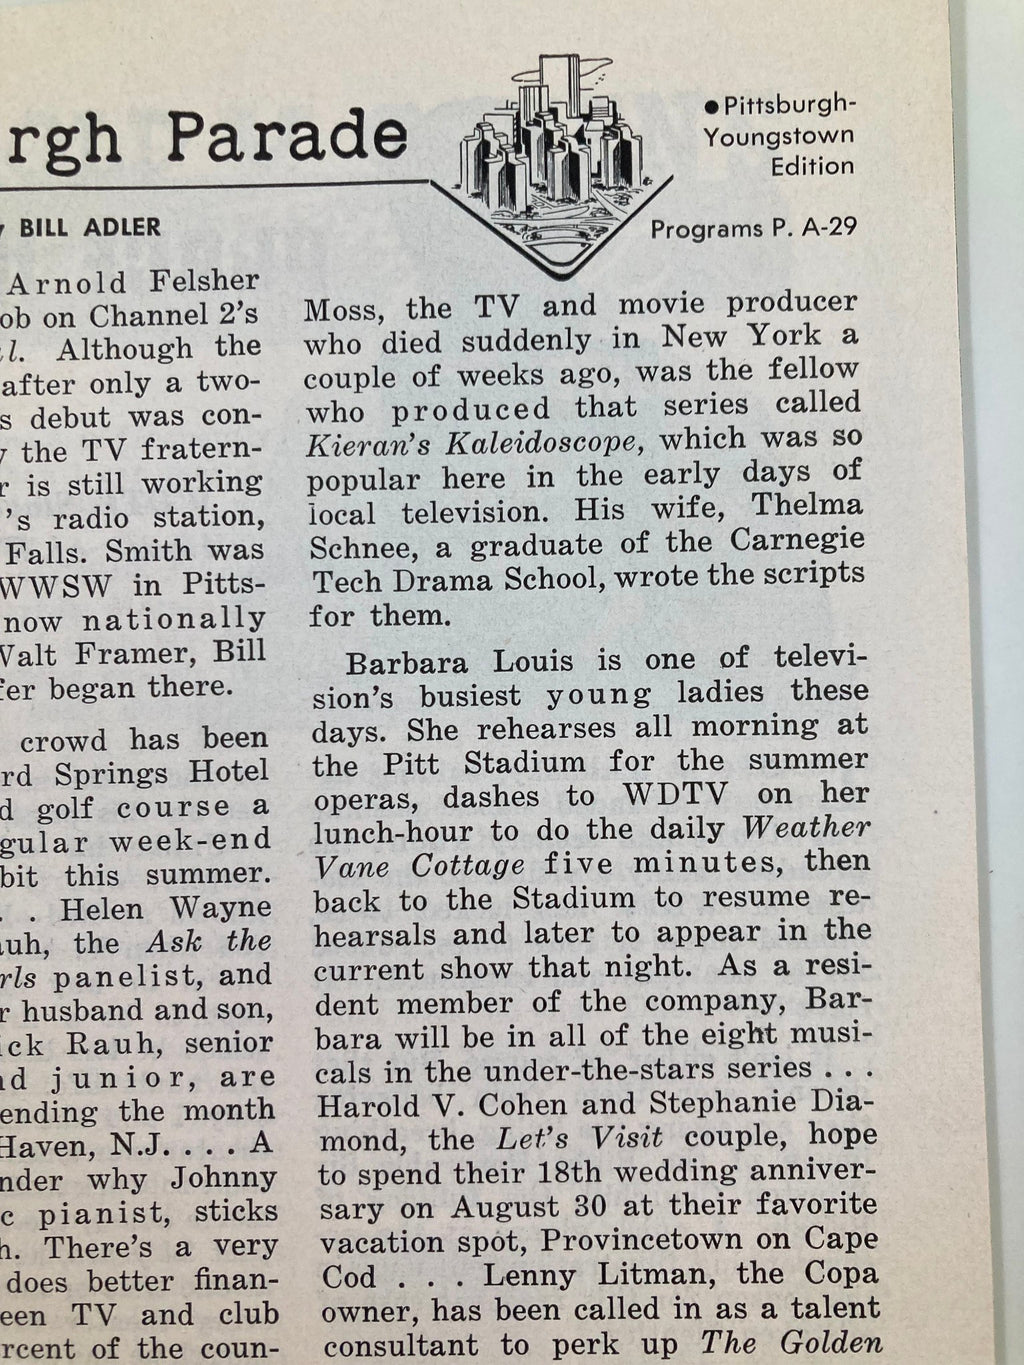 rgh Parade
BILL ADLER
Pittsburgh-
Youngstown
Edition
Programs P. A-29
Arnold Felsher
ob on Channel 2's
l. Although the
after only a two-
s debut was con-
the TV fratern-
r is still working
's radio station,
Falls. Smith was
WWSW in Pitts-
now nationally
Walt Framer, Bill
fer began there.
crowd has been
rd Springs Hotel
d golf course a
gular week-end
bit this summer.
. . Helen Wayne
auh, the Ask the
rls panelist, and
r husband and son,
ick Rauh, senior
nd junior, are
ending the month
Haven, N.J. . . . A
nder why Johnny
c pianist, sticks
h. There's a very
does better finan-
een TV and club
rcent of the coun-
Moss, the TV and movie producer
who died suddenly in New York a
couple of weeks ago, was the fellow
who produced that series called
Kieran's Kaleidoscope, which was so
popular here in the early days of
local television. His wife, Thelma
Schnee, a graduate of the Carnegie
Tech Drama School, wrote the scripts
for them.
Barbara Louis is one of televi-
sion's busiest young ladies these
days. She rehearses all morning at
the Pitt Stadium for the summer
operas, dashes to WDTV on her
lunch-hour to do the daily Weather
Vane Cottage five minutes, then
back to the Stadium to resume re-
hearsals and later to appear in the
current show that night. As a resi-
dent member of the company, Bar-
bara will be in all of the eight musi-
cals in the under-the-stars series . . .
Harold V. Cohen and Stephanie Dia-
mond, the Let's Visit couple, hope
to spend their 18th wedding anniver-
sary on August 30 at their favorite
vacation spot, Provincetown on Cape
Cod . . . Lenny Litman, the Copa
owner, has been called in as a talent
consultant to perk up The Golden